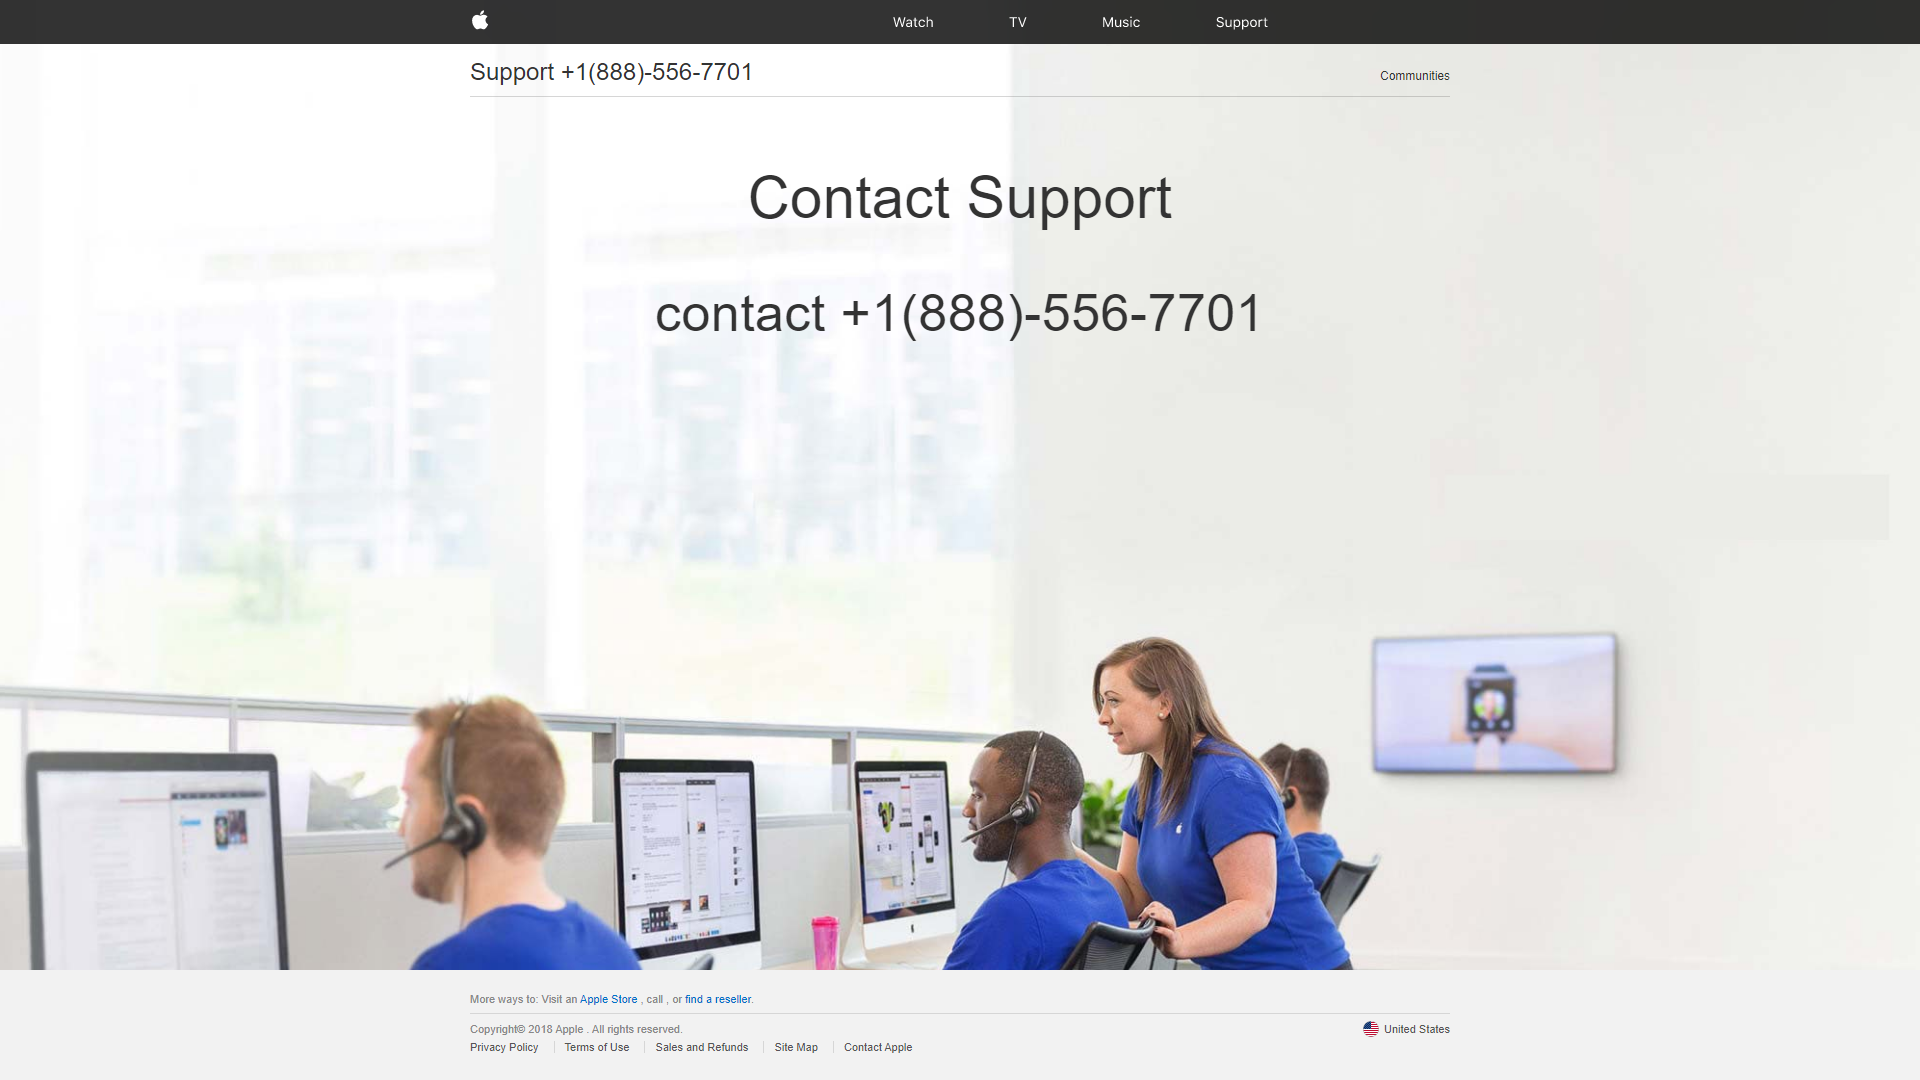 Watch TV Music Support
Support +1(888)-556-7701
Communities
Contact Support
contact +1(888)-556-7701
More ways to: Visit an Apple Store , call , or find a reseller.
Copyright© 2018 Apple . All rights reserved.
United States
Privacy Policy Terms of Use Sales and Refunds Site Map Contact Apple